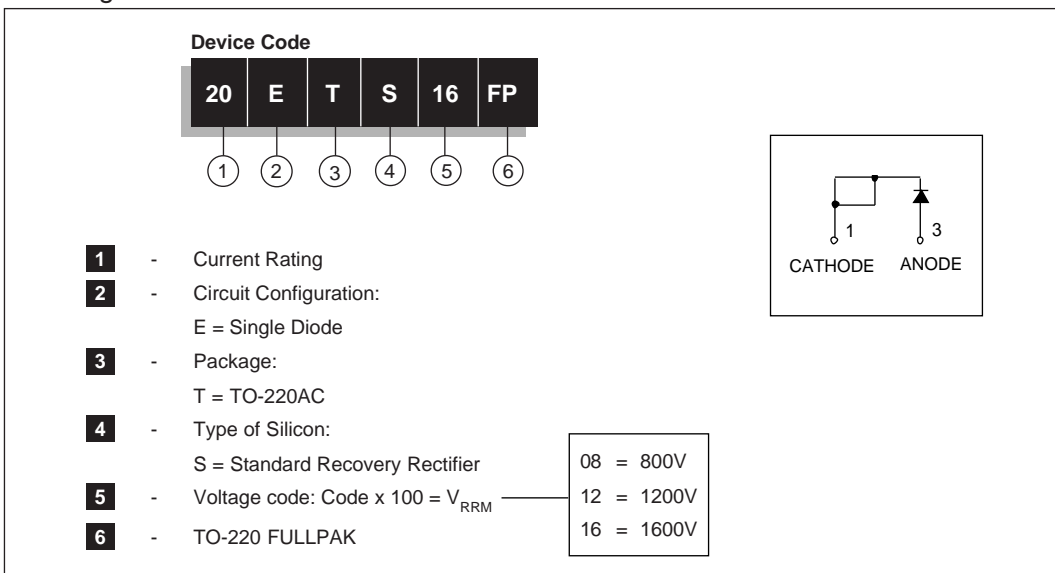 Device Code
20 E T S 16 FP
1 2 3 4 5 6
1 - Current Rating
2 - Circuit Configuration:
E = Single Diode
3 - Package:
T = TO-220AC
4 - Type of Silicon:
S = Standard Recovery Rectifier
5 - Voltage code: Code x 100 = VRRM
6 - TO-220 FULLPAK
08 = 800V
12 = 1200V
16 = 1600V
1 3
CATHODE ANODE